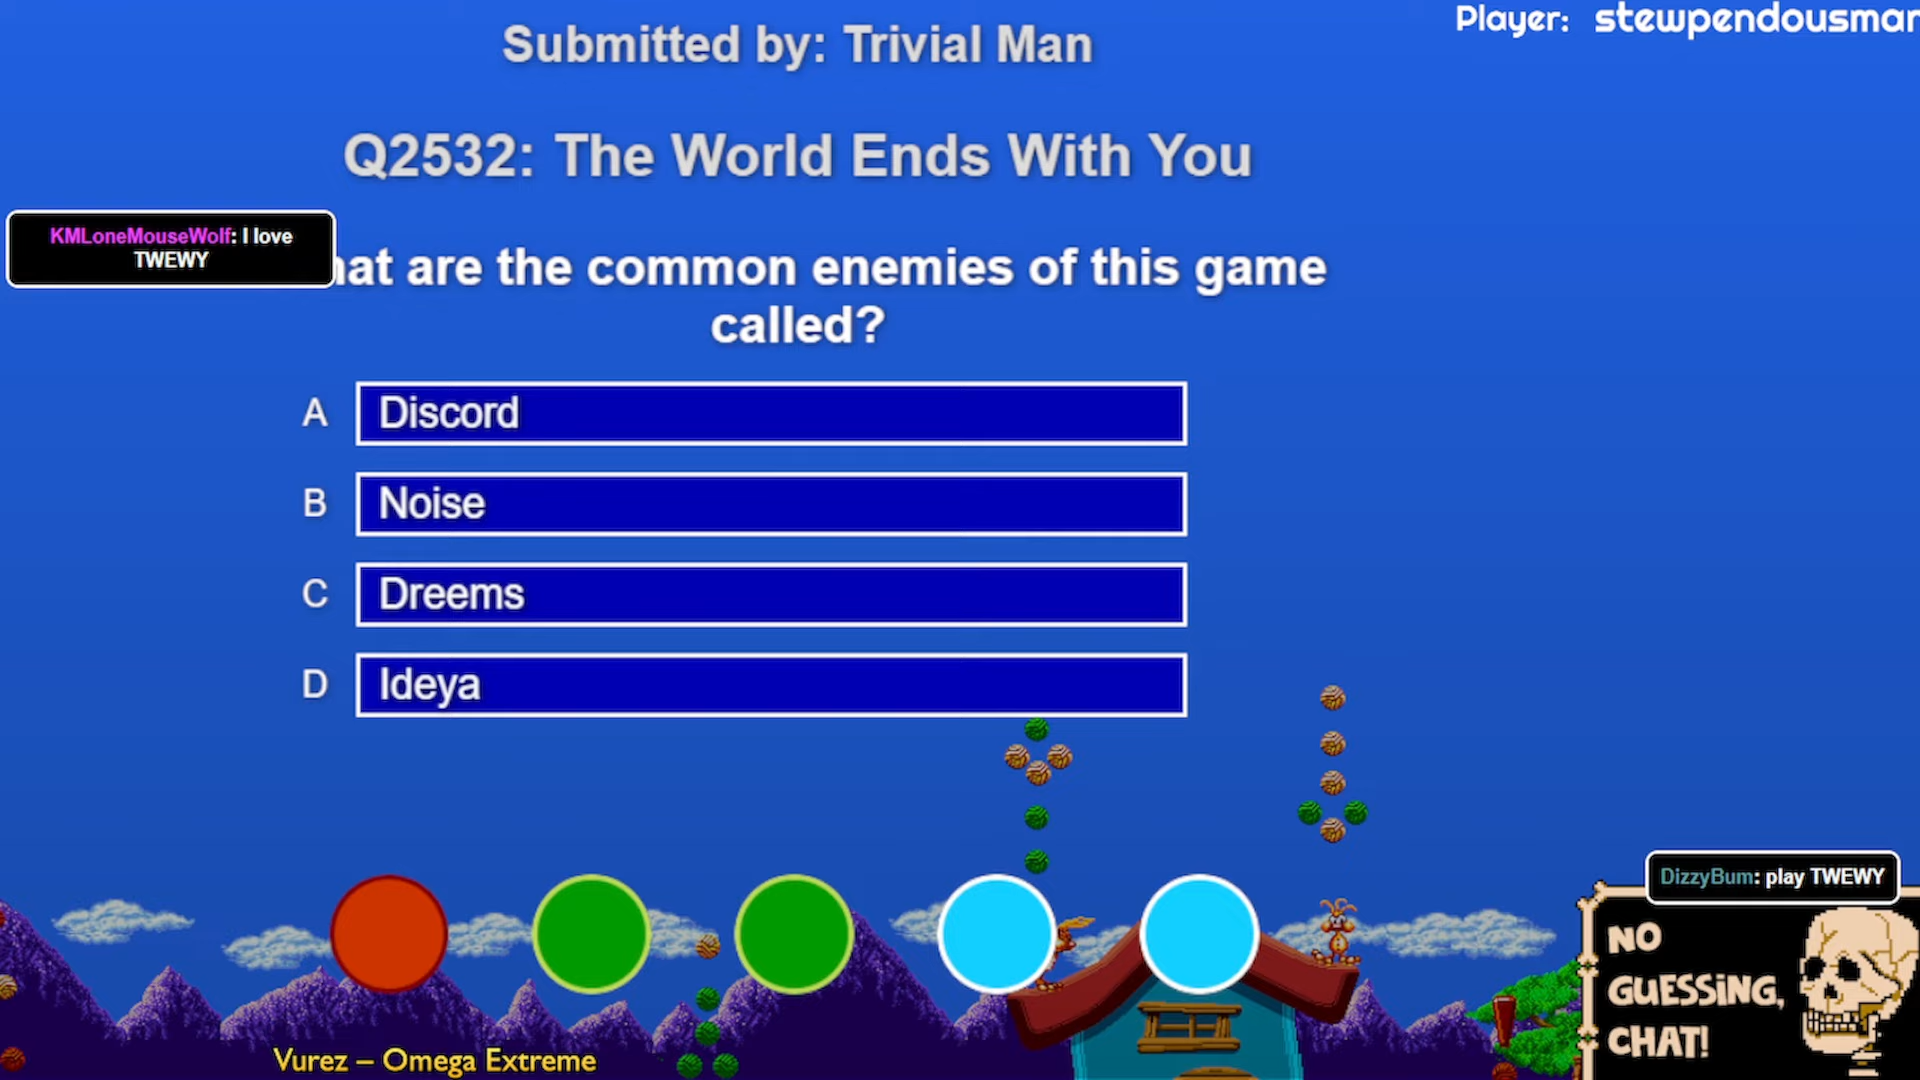 Submitted by: Trivial Man
Player: stewpendousman
Q2532: The World Ends With You
KMLoneMouseWolf: I love
TWEWY
hat are the common enemies of this game
called?
A Discord
B Noise
C Dreems
D Ideya
DizzyBum: play TWEWY
NO
GUESSING,
CHAT!
Vurez – Omega Extreme